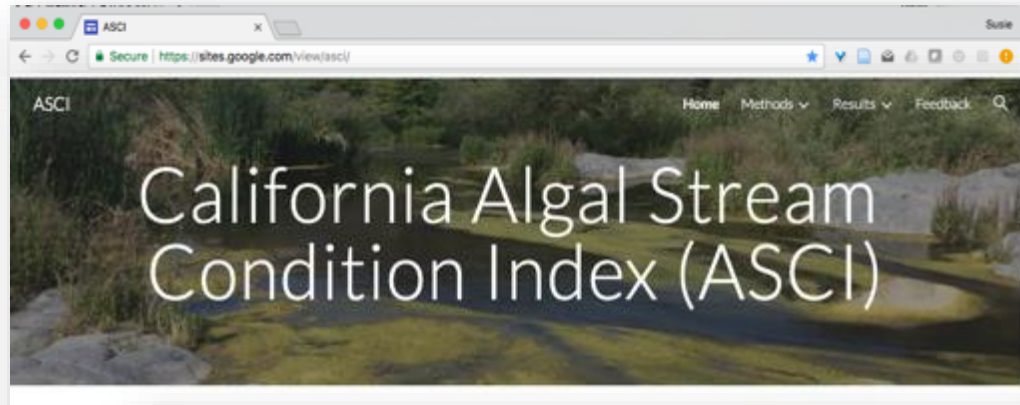 ASCI
Susie
Secure | https://sites.google.com/view/asci/
ASCI
Home Methods Results Feedback
California Algal Stream
Condition Index (ASCI)